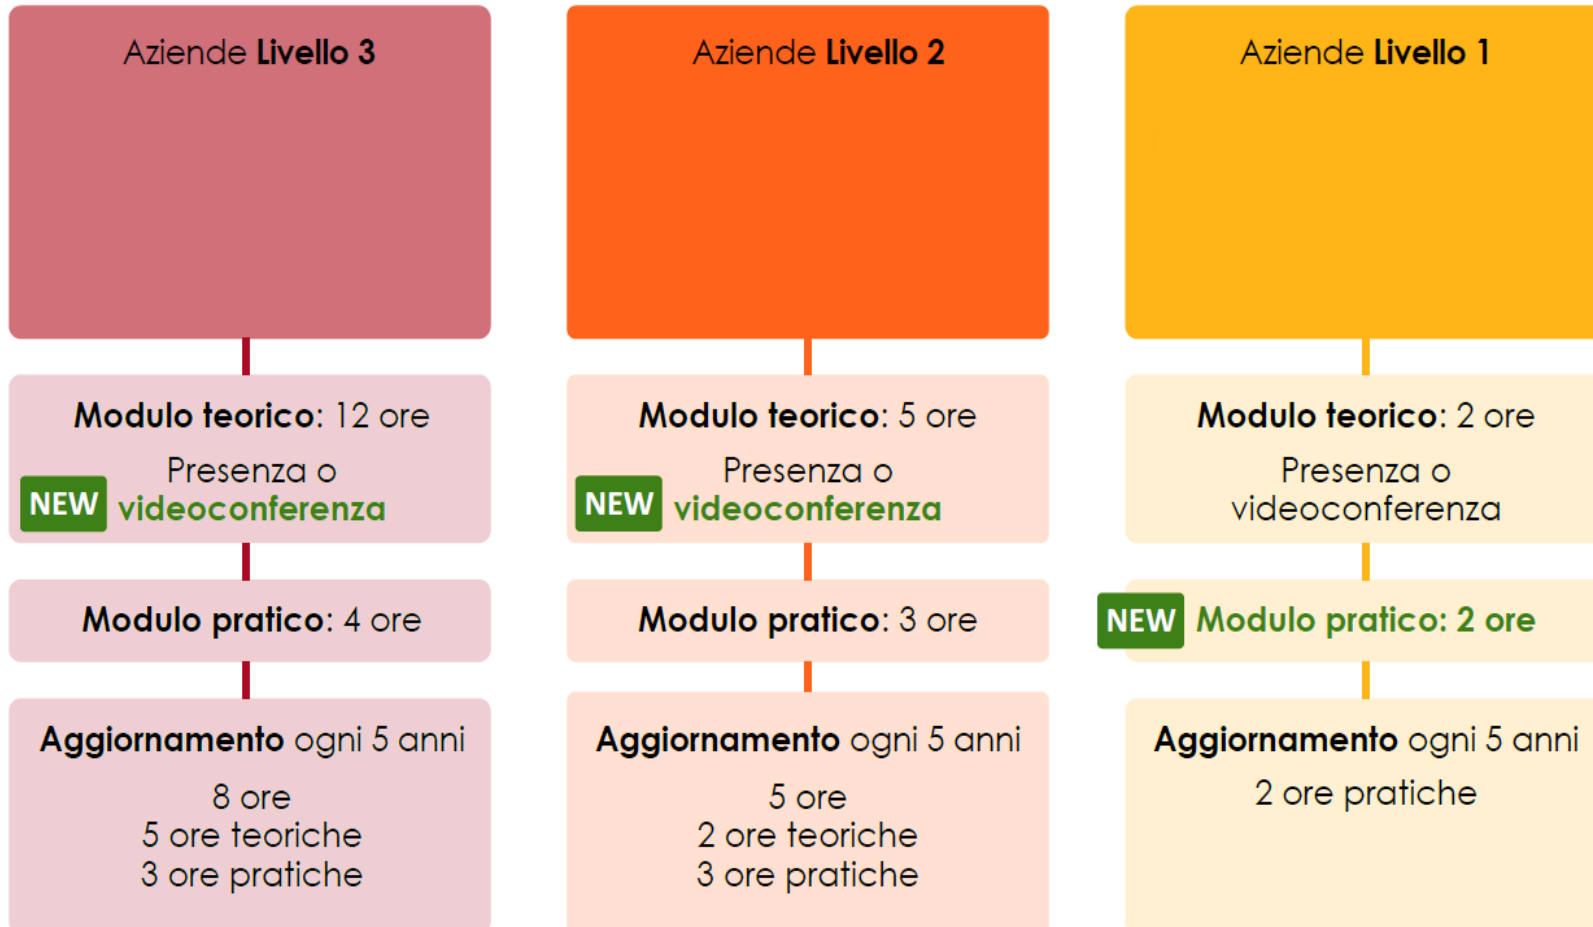 Aziende Livello 3
Modulo teorico: 12 ore
Presenza o
NEW videoconferenza
Modulo pratico: 4 ore
Aggiornamento ogni 5 anni
8 ore
5 ore teoriche
3 ore pratiche
Aziende Livello 2
Modulo teorico: 5 ore
Presenza o
NEW videoconferenza
Modulo pratico: 3 ore
Aggiornamento ogni 5 anni
5 ore
2 ore teoriche
3 ore pratiche
Aziende Livello 1
Modulo teorico: 2 ore
Presenza o
videoconferenza
NEW Modulo pratico: 2 ore
Aggiornamento ogni 5 anni
2 ore pratiche